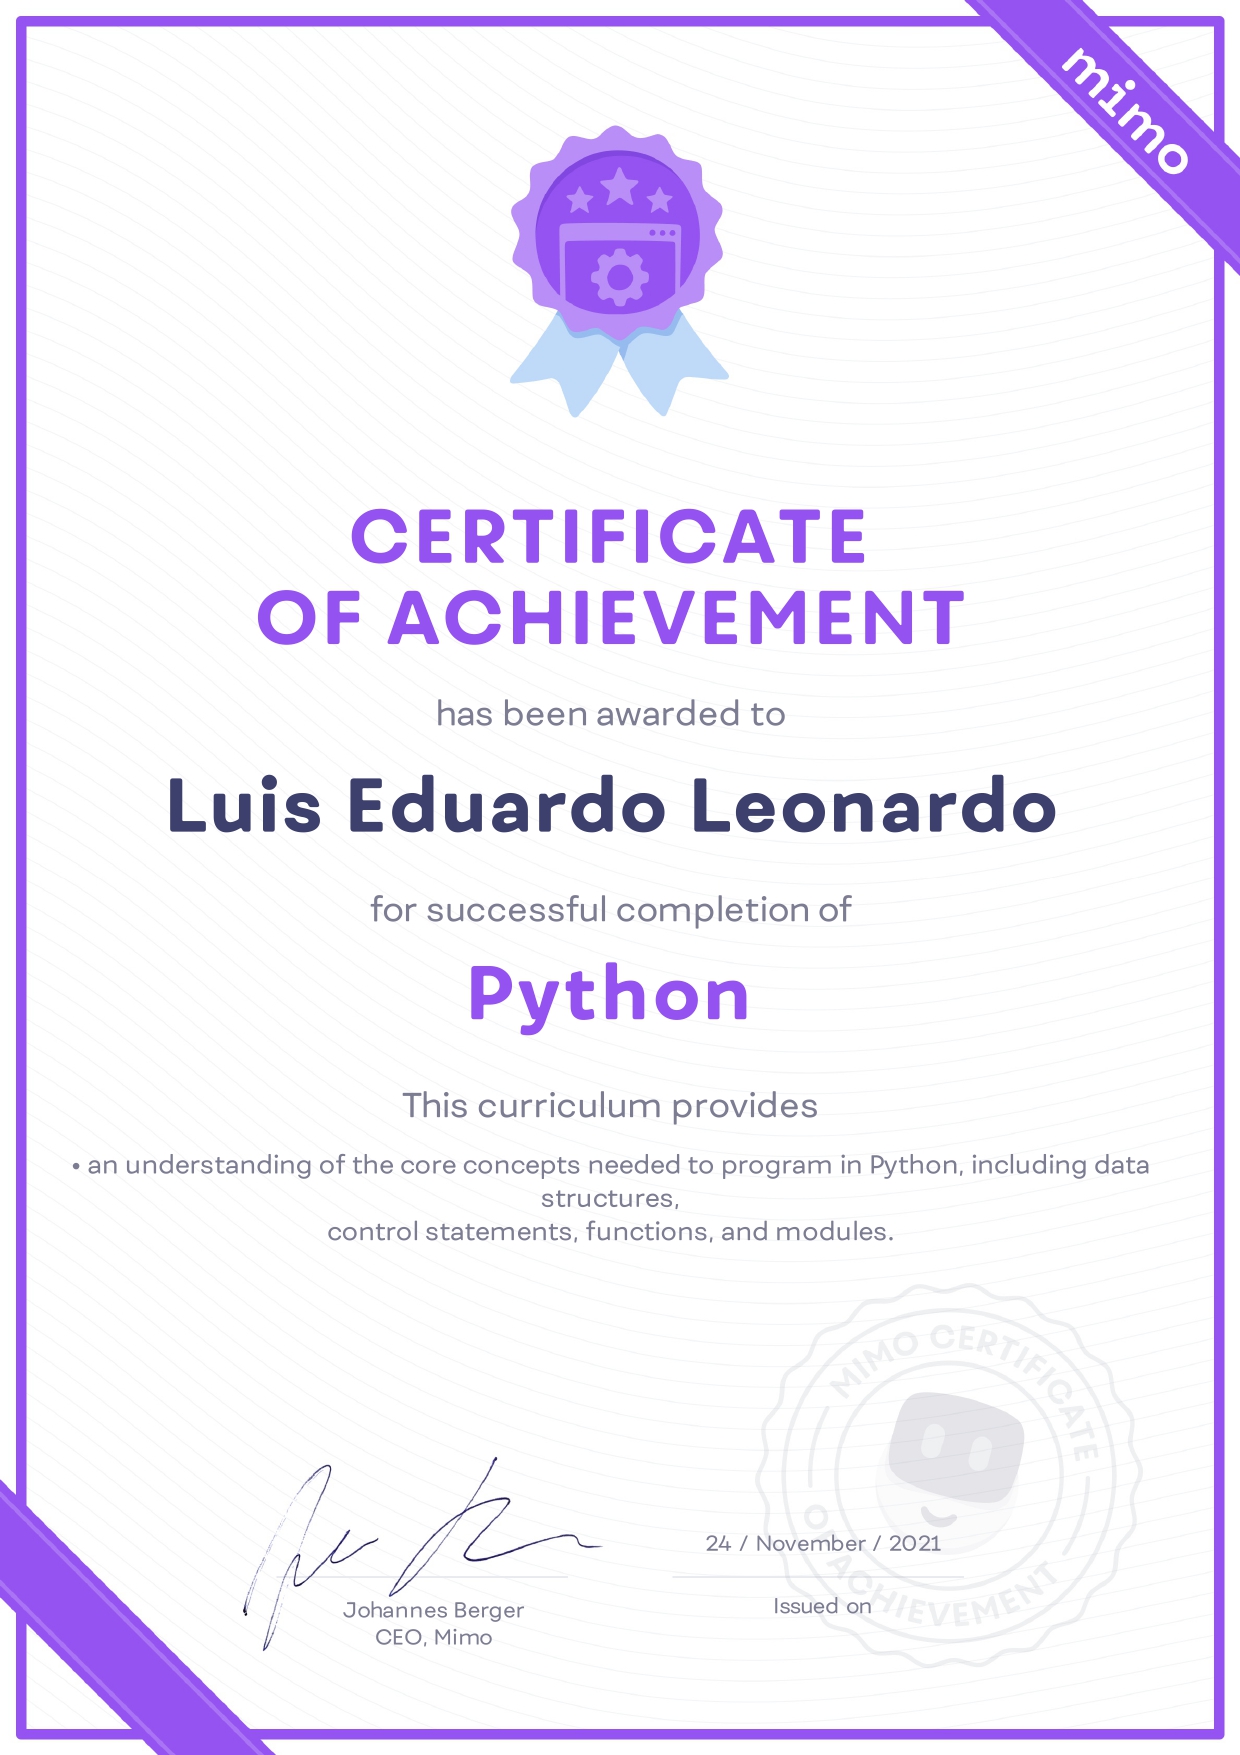 mimo
CERTIFICATE
OF ACHIEVEMENT
has been awarded to
Luis Eduardo Leonardo
for successful completion of
Python
This curriculum provides
• an understanding of the core concepts needed to program in Python, including data
structures,
control statements, functions, and modules.
MIMO CERTIFICATE
OF ACHIEVEMENT
24 / November / 2021
Issued on
Johannes Berger
CEO, Mimo